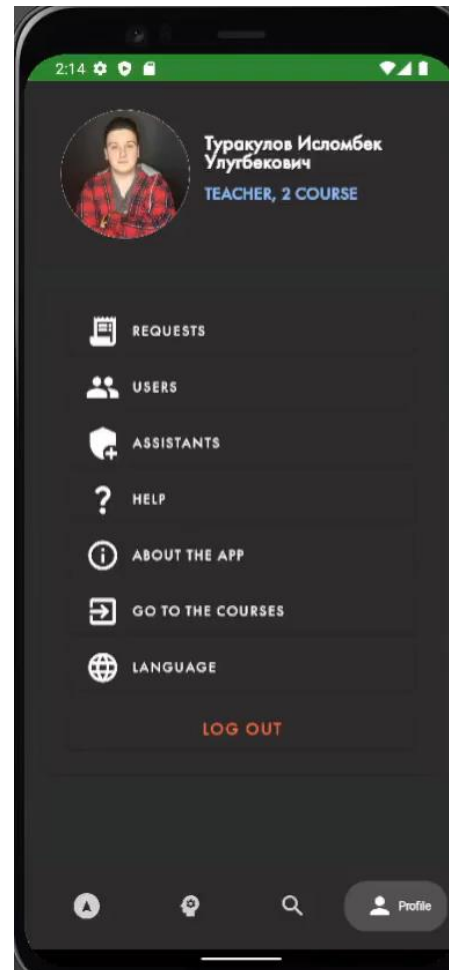 2:14
Туракулов Исломбек
Улугбекович
TEACHER, 2 COURSE
REQUESTS
USERS
ASSISTANTS
HELP
ABOUT THE APP
GO TO THE COURSES
LANGUAGE
LOG OUT
Profile